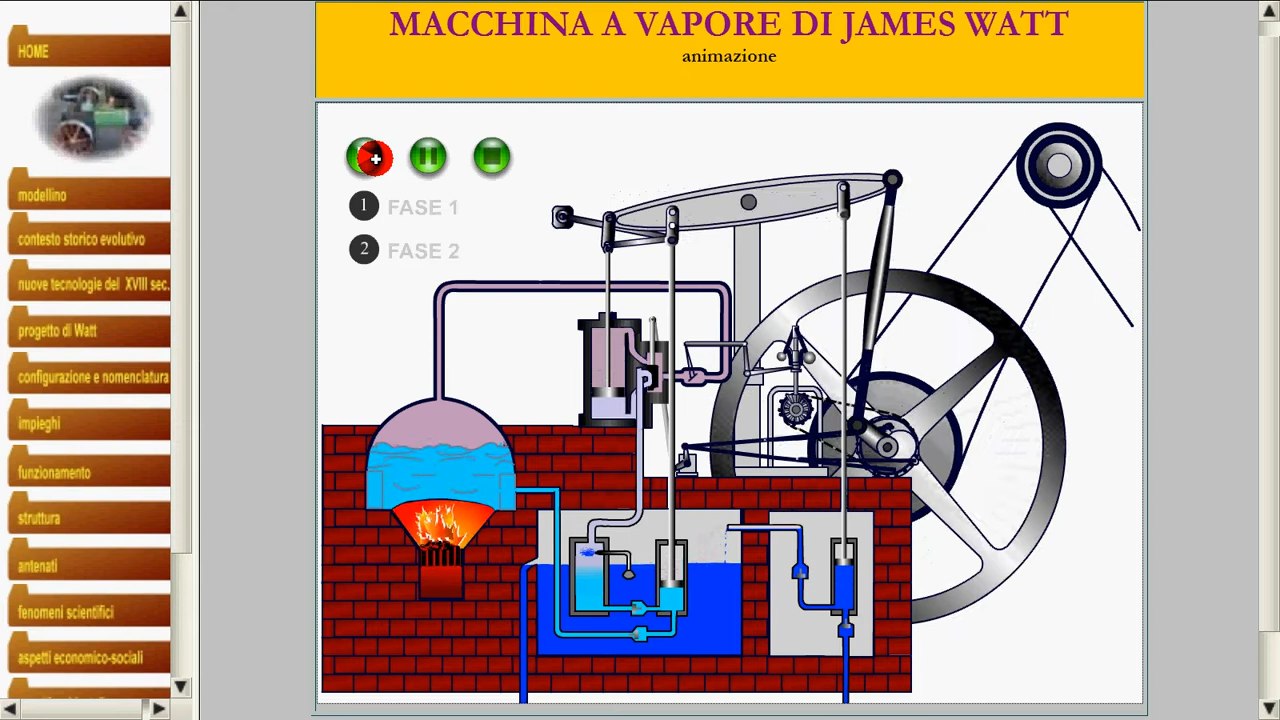 MACCHINA A VAPORE DI JAMES WATT
animazione
HOME
modellino
contesto storico evolutivo
nuove tecnologie del XVIII sec.
progetto di Watt
configurazione e nomenclatura
impieghi
funzionamento
struttura
antenati
fenomeni scientifici
aspetti economico-sociali
1 FASE 1
2 FASE 2